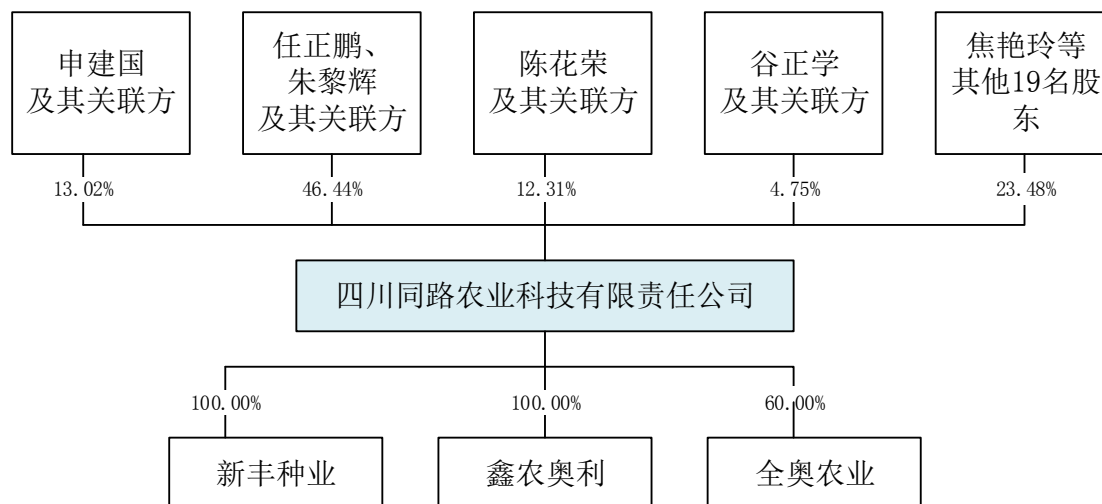 申建国
及其关联方
任正鹏、
朱黎辉
及其关联方
陈花荣
及其关联方
谷正学
及其关联方
焦艳玲等
其他19名股
东
13.02%
46.44%
12.31%
4.75%
23.48%
四川同路农业科技有限责任公司
100.00%
100.00%
60.00%
新丰种业
鑫农奥利
全奥农业